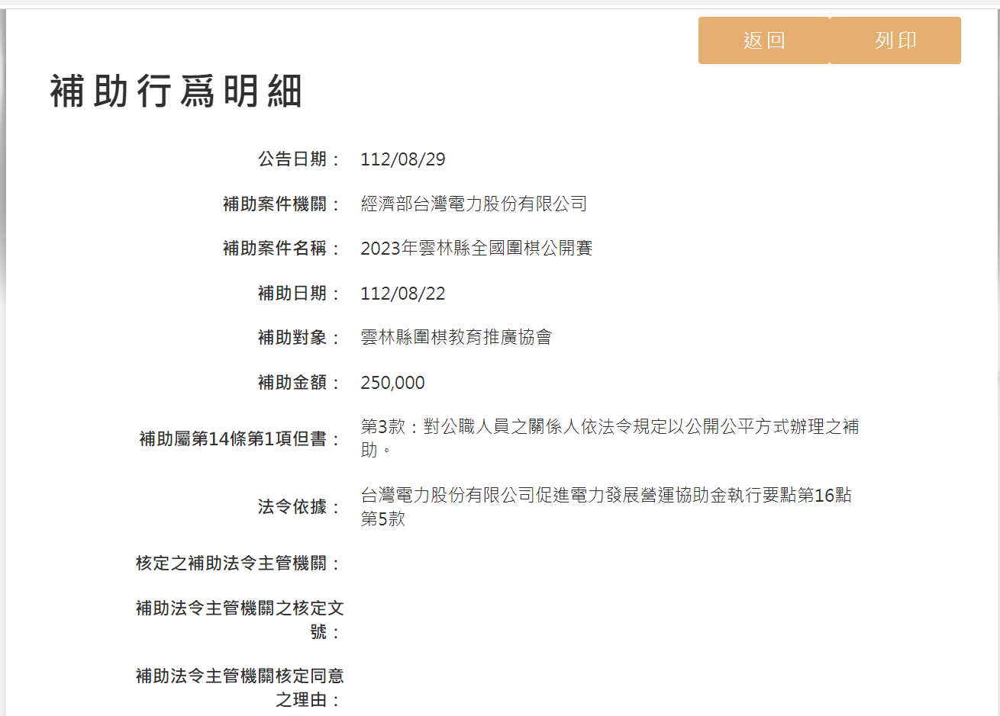 返回
列印
補助行為明細
公告日期：
112/08/29
補助案件機關：
經濟部台灣電力股份有限公司
補助案件名稱：
2023年雲林縣全國圍棋公開賽
補助日期：
112/08/22
補助對象：
雲林縣圍棋教育推廣協會
補助金額：
250,000
補助屬第14條第1項但書：
第3款：對公職人員之關係人依法令規定以公開公平方式辦理之補
助。
法令依據：
台灣電力股份有限公司促進電力發展營運協助金執行要點第16點
第5款
核定之補助法令主管機關：
補助法令主管機關之核定文
號：
補助法令主管機關核定同意
之理由：